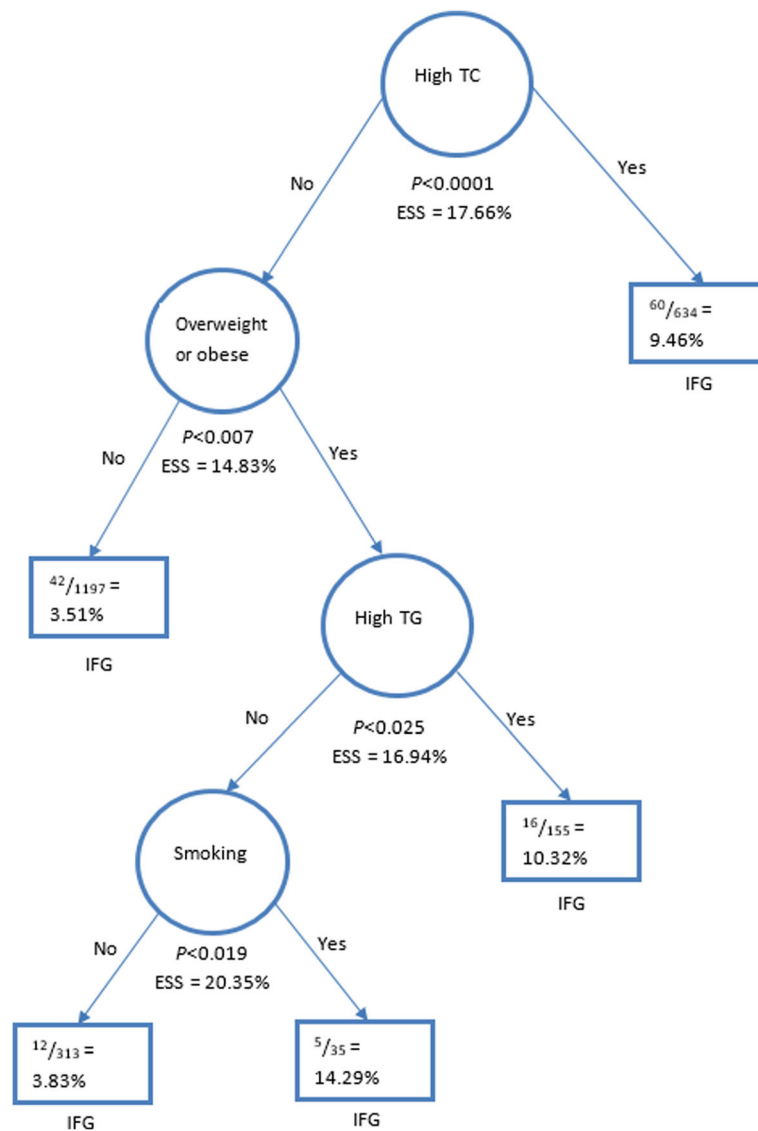 High TC
No
P<0.0001
ESS = 17.66%
Yes
Overweight
or obese
60/634 =
9.46%
IFG
No
P<0.007
ESS = 14.83%
Yes
42/1197 =
3.51%
IFG
High TG
No
P<0.025
ESS = 16.94%
Yes
Smoking
16/155 =
10.32%
IFG
No
P<0.019
ESS = 20.35%
Yes
12/313 =
3.83%
IFG
5/35 =
14.29%
IFG